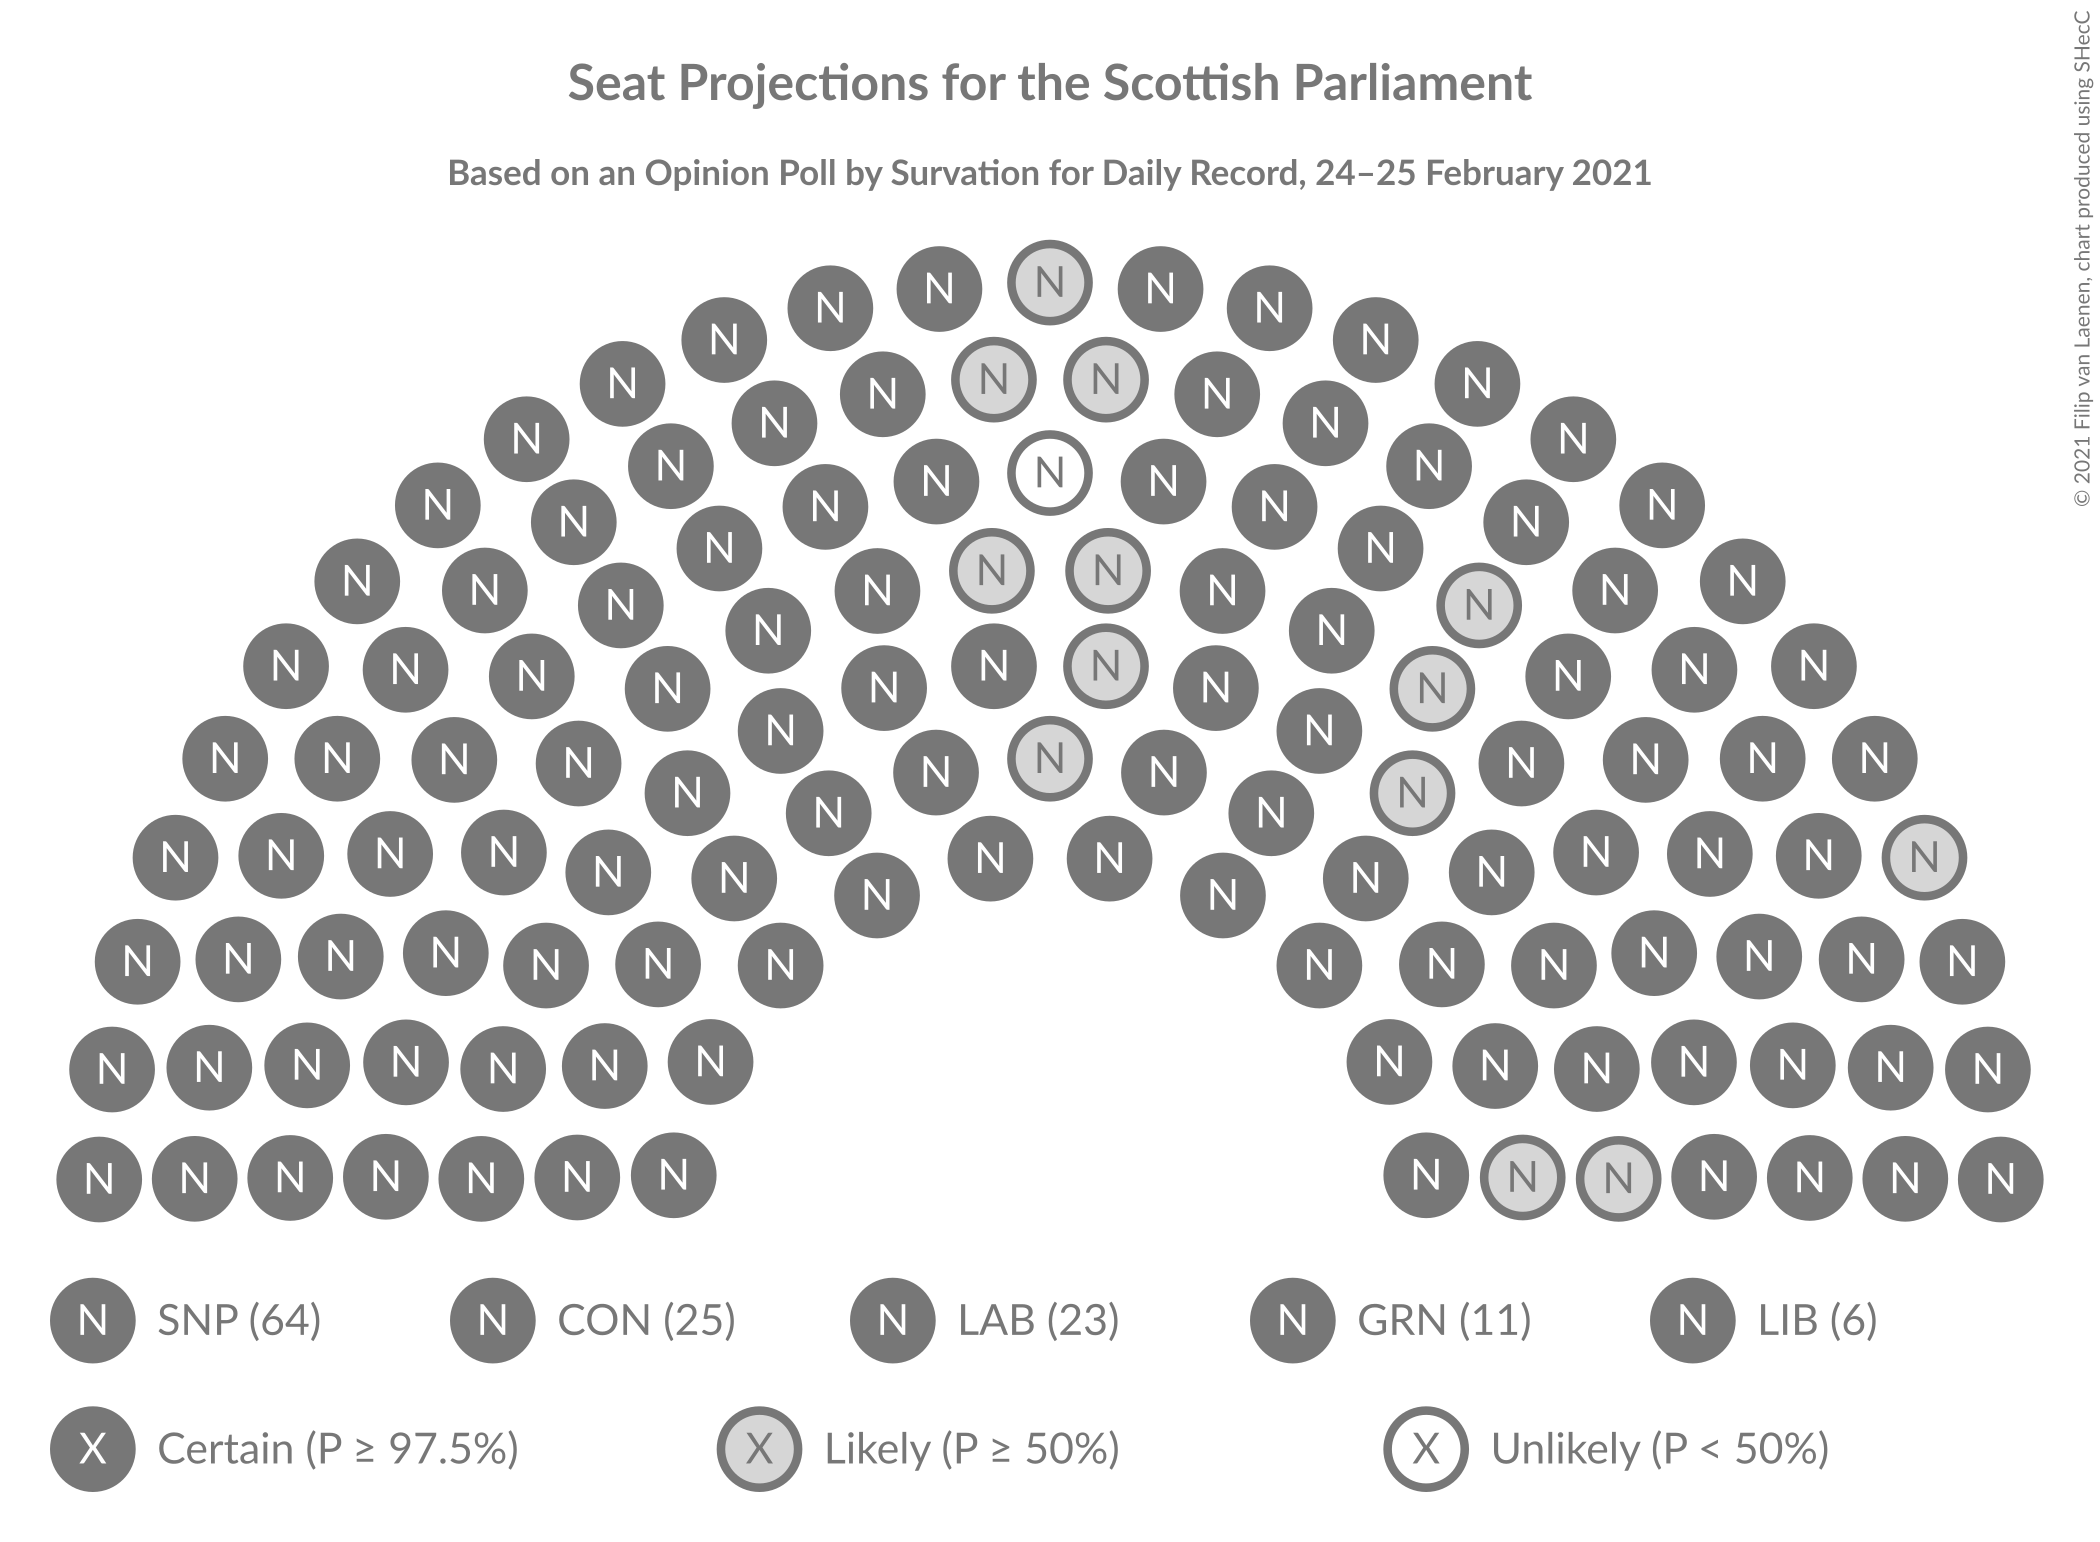 Seat Projections for the Scottish Parliament
Based on an Opinion Poll by Survation for Daily Record, 24–25 February 2021
© 2021 Filip van Laenen, chart produced using SHecC
N N N
N N
N N
N N N N N N
N N N N
N N N N N
N N N N N N
N N
N N N N N N N N N N
N N
N N N N N N N N N N N N
N N
N N N N N N N N N N N
N N N N
N N N N N N N N N N N N N N
N N
N N N N N N N N N N N N N N
N N N N N N N N N N N N N N
N N N N N N N N N N N N N N
N SNP (64) N CON (25) N LAB (23) N GRN (11) N LIB (6)
X Certain (P ≥ 97.5%) X Likely (P ≥ 50%) X Unlikely (P < 50%)